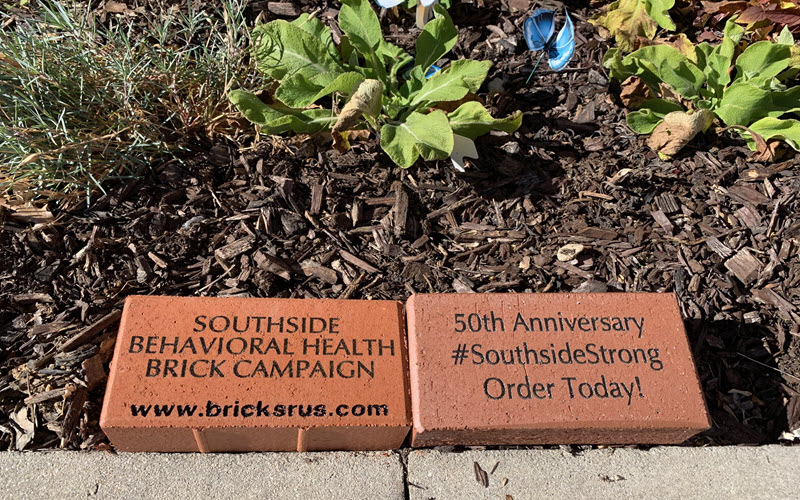 SOUTHSIDE
BEHAVIORAL HEALTH
BRICK CAMPAIGN
www.bricksrus.com
50th Anniversary
#SouthsideStrong
Order Today!